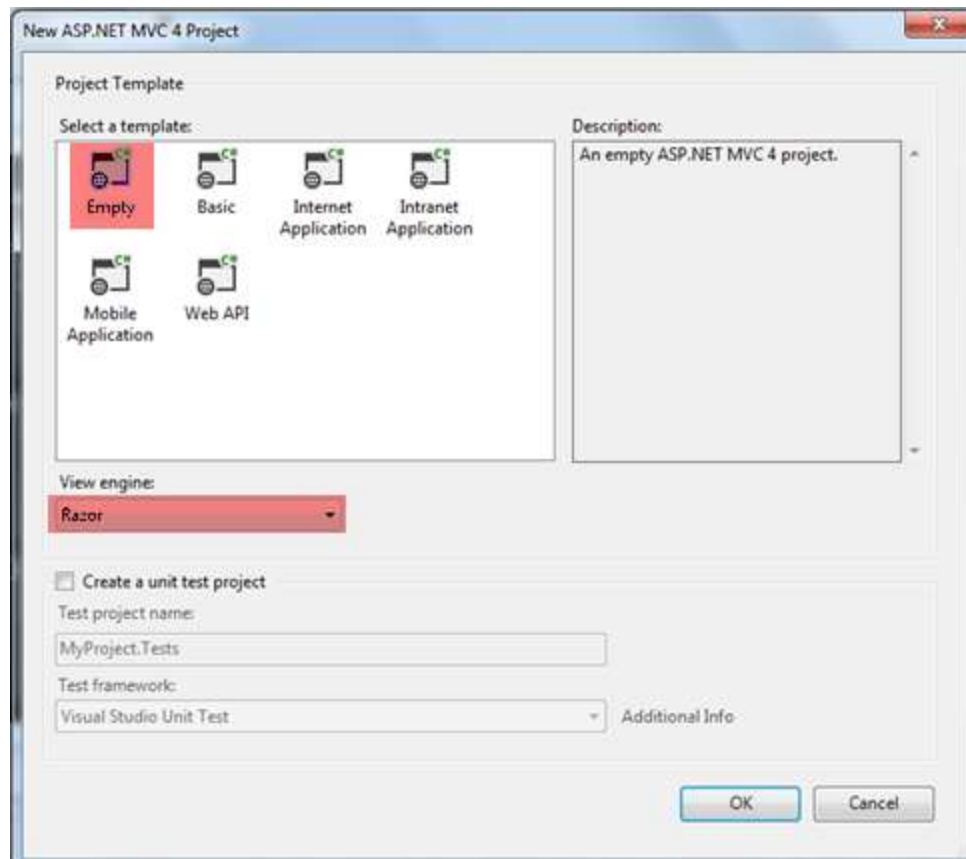 New ASP.NET MVC 4 Project
Project Template
Select a template:
Description:
C# C# C# C#
An empty ASP.NET MVC 4 project.
Empty Basic Internet Application Intranet Application
C# C#
Mobile Application Web API
View engine:
Razor
Create a unit test project
Test project name:
MyProject.Tests
Test framework:
Visual Studio Unit Test
Additional Info
OK
Cancel